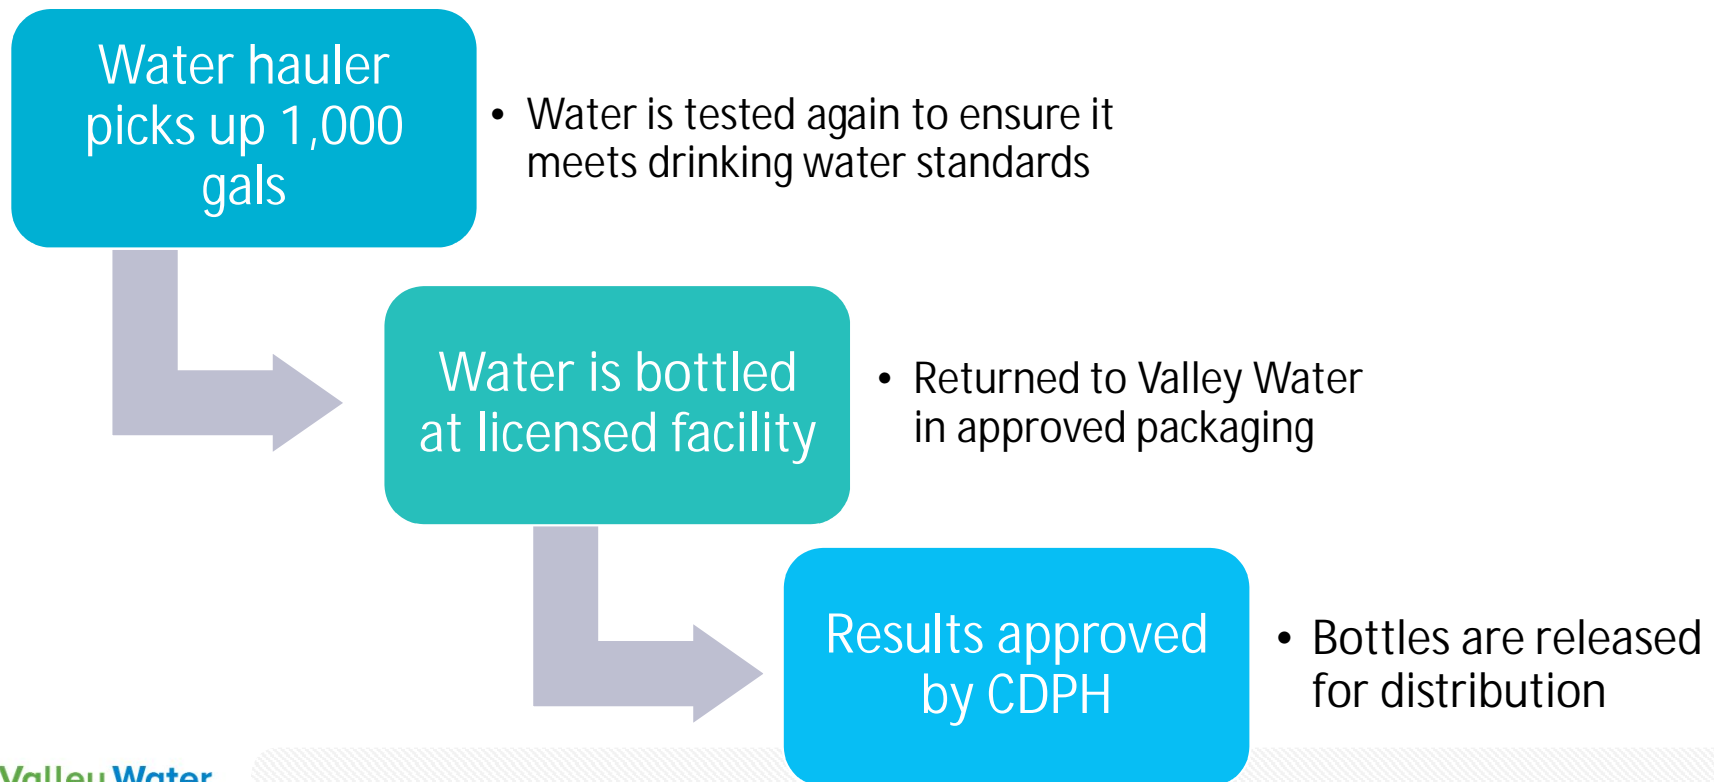 Water hauler
picks up 1,000
gals
• Water is tested again to ensure it
meets drinking water standards
Water is bottled
at licensed facility
• Returned to Valley Water
in approved packaging
Results approved
by CDPH
• Bottles are released
for distribution
Valley Water